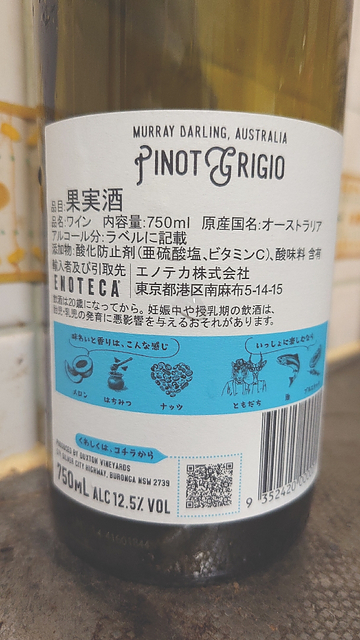 MURRAY DARLING, AUSTRALIA
PINOT GRIGIO
品目:果実酒
品名:ワイン 内容量:750ml 原産国名:オーストラリア
アルコール分:ラベルに記載
添加物:酸化防止剤(亜硫酸塩、ビタミンC)、酸味料 含有
輸入者及び引取先 エノテカ株式会社
ENOTECA 東京都港区南麻布5-14-15
飲酒は20歳になってから。妊娠中や授乳期の飲酒は、
胎児・乳児の発育に悪影響を与えるおそれがあります。
味わいと香りは、こんな感じ
いっしょに楽しむなら
メロン はちみつ ナッツ ともだち 魚
くわしくは、コチラから
PRODUCED BY DUXTON VINEYARDS
SILVER CITY HIGHWAY, BURONGA NSW 2739
750mL ALC 12.5% VOL
9 352420